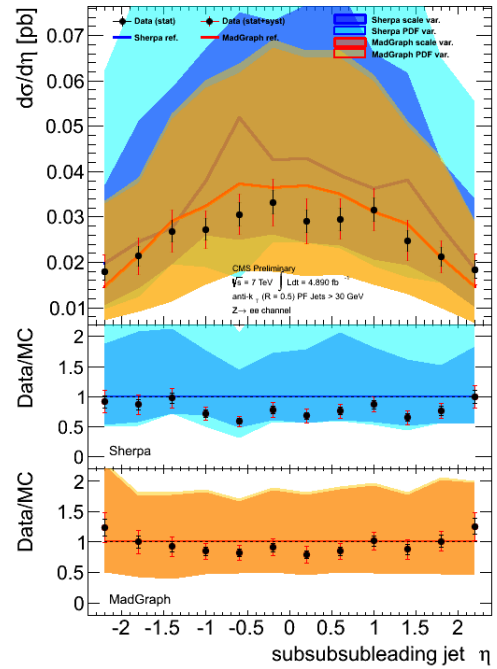 dσ/dη [pb]
0.07
0.06
0.05
0.04
0.03
0.02
0.01
Data (stat)
Data (stat+syst)
Sherpa ref.
MadGraph ref.
Sherpa scale var.
Sherpa PDF var.
MadGraph scale var.
MadGraph PDF var.
CMS Preliminary
√s = 7 TeV ∫ Ldt = 4.890 fb⁻¹
anti-k_T (R = 0.5) PF Jets > 30 GeV
Z→ ee channel
Data/MC
2
1.5
1
0.5
0
Sherpa
Data/MC
2
1.5
1
0.5
0
MadGraph
-2 -1.5 -1 -0.5 0 0.5 1 1.5 2
subsubsubleading jet η